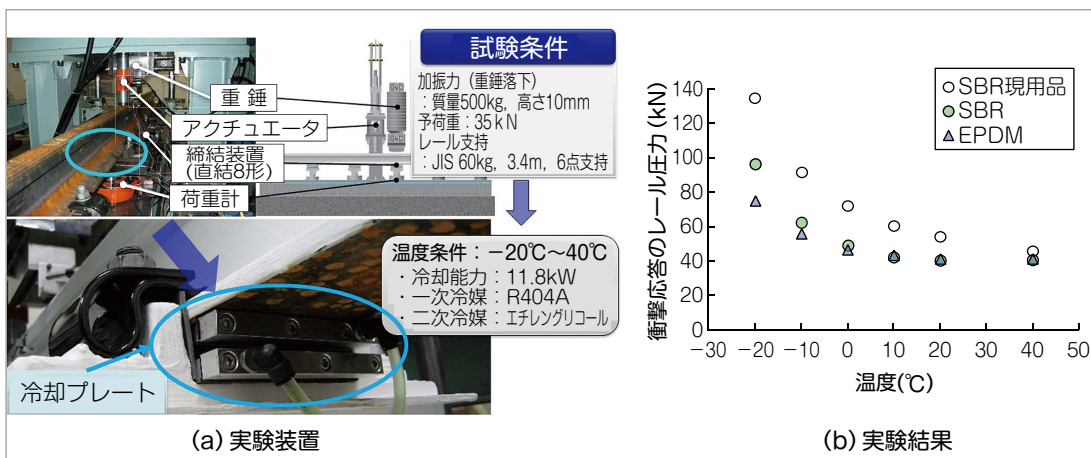 重 錘
アクチュエータ
締結装置
(直結8形)
荷重計
試験条件
加振力（重錘落下）
：質量500kg，高さ10mm
予荷重：35kN
レール支持
：JIS 60kg，3.4m，6点支持
温度条件：−20℃〜40℃
・冷却能力：11.8kW
・一次冷媒：R404A
・二次冷媒：エチレングリコール
冷却プレート
(a) 実験装置
衝撃応答のレール圧力 (kN)
140
120
100
80
60
40
20
0
−30
−20
−10
0
10
20
30
40
50
温度(℃)
SBR現用品
SBR
EPDM
(b) 実験結果